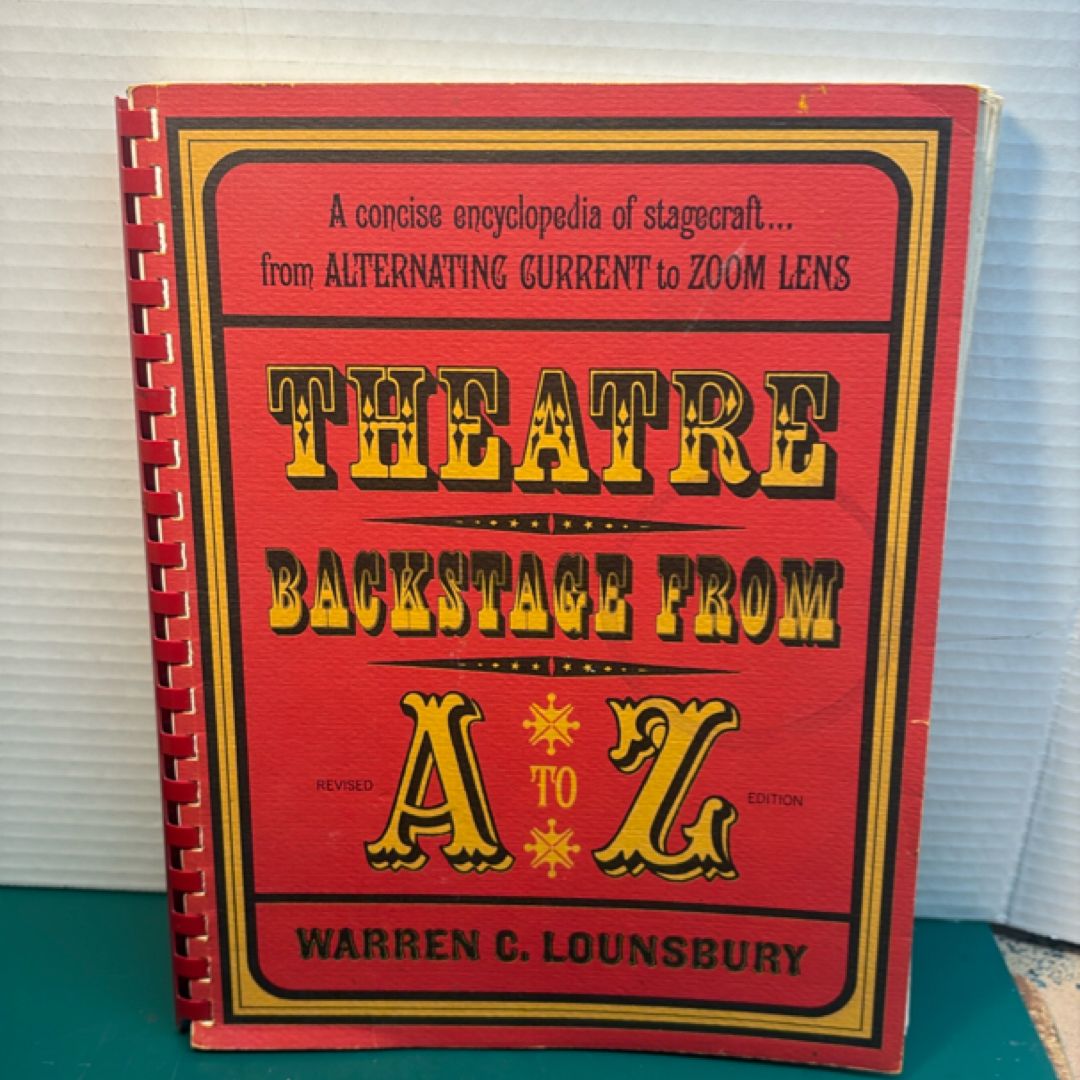 A concise encyclopedia of stagecraft...
from ALTERNATING CURRENT to ZOOM LENS
THEATRE
BACKSTAGE FROM
A TO Z
REVISED EDITION
WARREN C. LOUNSBURY